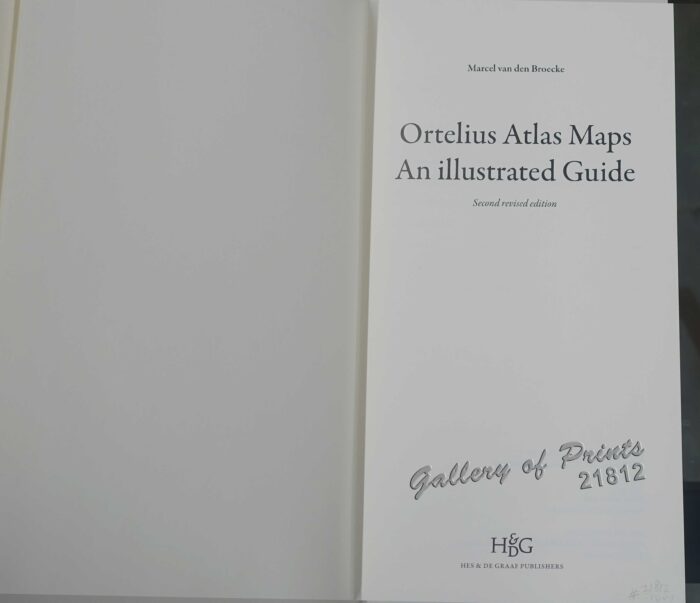 Marcel van den Broecke
Ortelius Atlas Maps
An illustrated Guide
Second revised edition
Gallery of Prints
21812
H&DG
HES & DE GRAAF PUBLISHERS